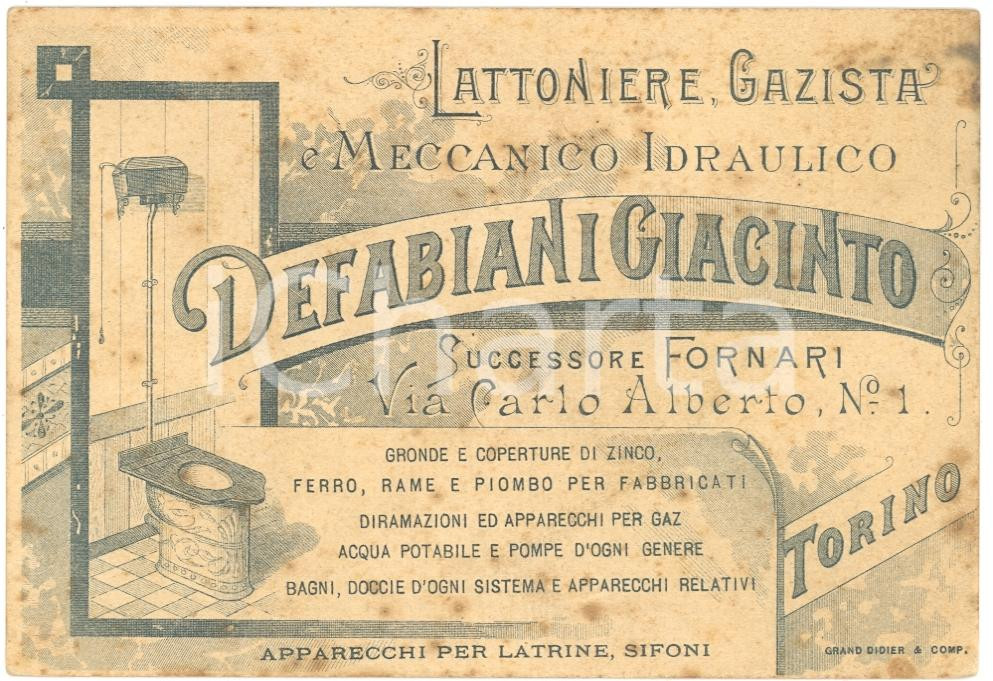 LATTONIERE, GAZISTA
e MECCANICO IDRAULICO
DEFABIANI GIACINTO
SUCCESSORE FORNARI
Via Carlo Alberto, No. 1.
TORINO
GRONDE E COPERTURE DI ZINCO,
FERRO, RAME E PIOMBO PER FABBRICATI
DIRAMAZIONI ED APPARECCHI PER GAZ
ACQUA POTABILE E POMPE D'OGNI GENERE
BAGNI, DOCCIE D'OGNI SISTEMA E APPARECCHI RELATIVI
APPARECCHI PER LATRINE, SIFONI
GRAND DIDIER & COMP.
iCharta